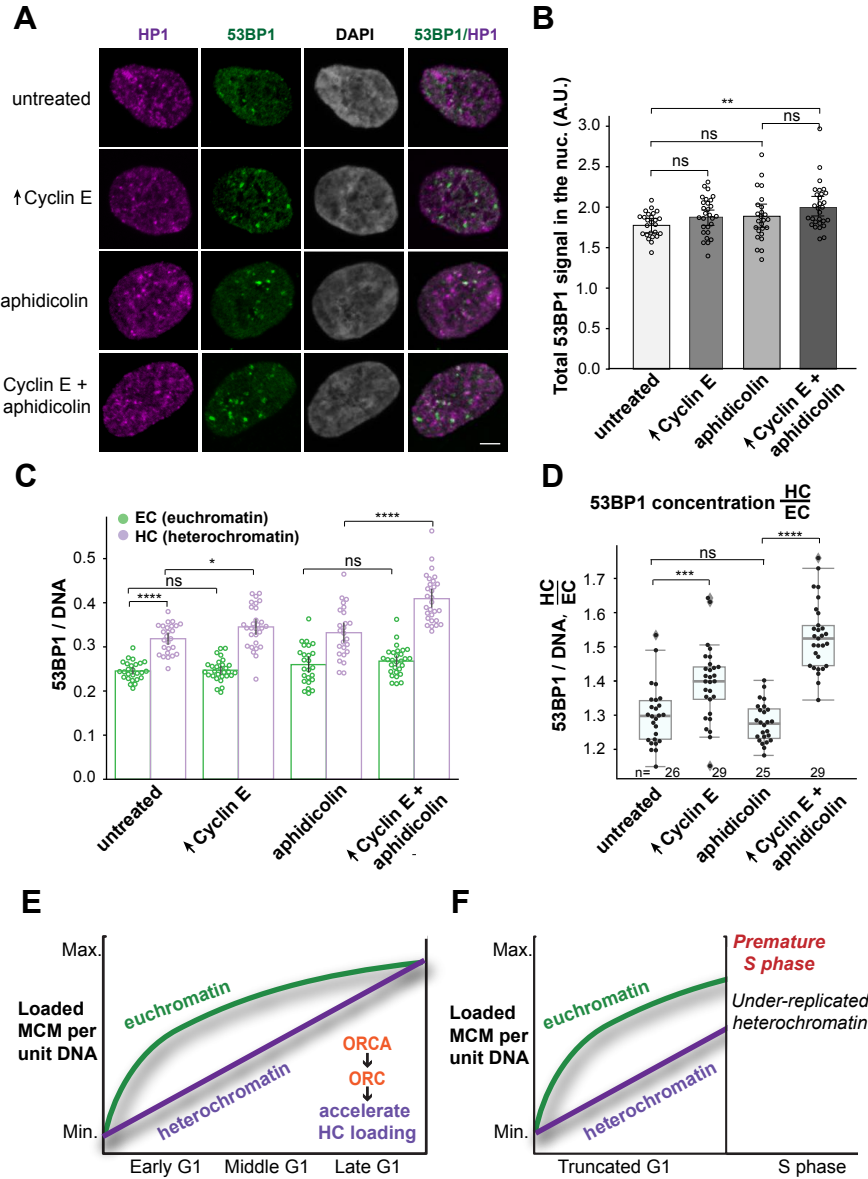 A
HP1 53BP1 DAPI 53BP1/HP1
untreated
↑Cyclin E
aphidicolin
Cyclin E +
aphidicolin
B
Total 53BP1 signal in the nuc. (A.U.)
3.0
2.5
2.0
1.5
1.0
0.5
0.0
**
ns
ns
ns
untreated
↑Cyclin E
aphidicolin
↑Cyclin E +
aphidicolin
C
EC (euchromatin)
HC (heterochromatin)
53BP1 / DNA
0.5
0.4
0.3
0.2
0.1
0.0
****
*
ns
ns
****
untreated
↑Cyclin E
aphidicolin
↑Cyclin E +
aphidicolin
-
D
53BP1 concentration HC
EC
53BP1 / DNA, HC
EC
1.7
1.6
1.5
1.4
1.3
1.2
ns
****
***
n= 26 29 25 29
untreated
↑Cyclin E
aphidicolin
↑Cyclin E +
aphidicolin
E
Max.
Loaded
MCM per
unit DNA
Min.
euchromatin
heterochromatin
ORCA
↓
ORC
↓
accelerate
HC loading
Early G1 Middle G1 Late G1
F
Max.
Loaded
MCM per
unit DNA
Min.
euchromatin
heterochromatin
Premature
S phase
Under-replicated
heterochromatin
Truncated G1 S phase